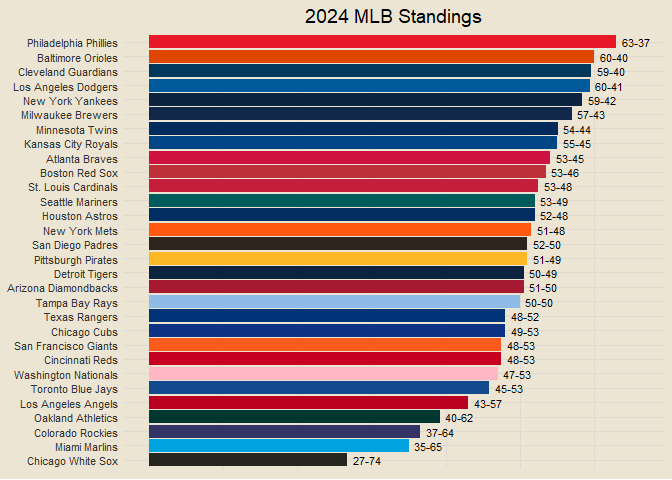 2024 MLB Standings
Philadelphia Phillies 63-37
Baltimore Orioles 60-40
Cleveland Guardians 59-40
Los Angeles Dodgers 60-41
New York Yankees 59-42
Milwaukee Brewers 57-43
Minnesota Twins 54-44
Kansas City Royals 55-45
Atlanta Braves 53-45
Boston Red Sox 53-46
St. Louis Cardinals 53-48
Seattle Mariners 53-49
Houston Astros 52-48
New York Mets 51-48
San Diego Padres 52-50
Pittsburgh Pirates 51-49
Detroit Tigers 50-49
Arizona Diamondbacks 51-50
Tampa Bay Rays 50-50
Texas Rangers 48-52
Chicago Cubs 49-53
San Francisco Giants 48-53
Cincinnati Reds 48-53
Washington Nationals 47-53
Toronto Blue Jays 45-53
Los Angeles Angels 43-57
Oakland Athletics 40-62
Colorado Rockies 37-64
Miami Marlins 35-65
Chicago White Sox 27-74